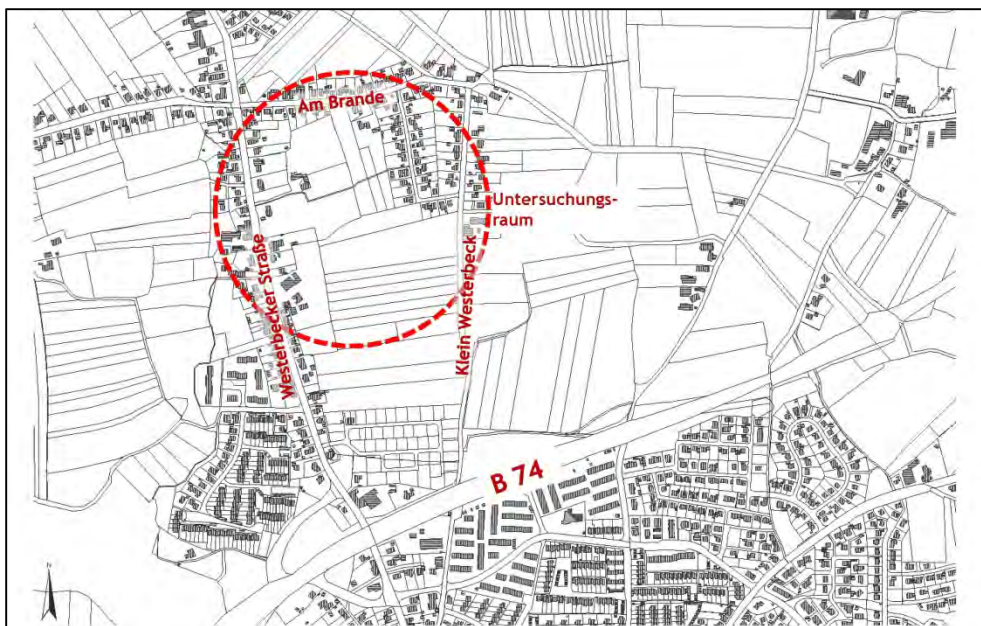 Am Brande
Untersuchungs-
raum
Westerbecker Straße
Klein Westerbeck
B 74
N